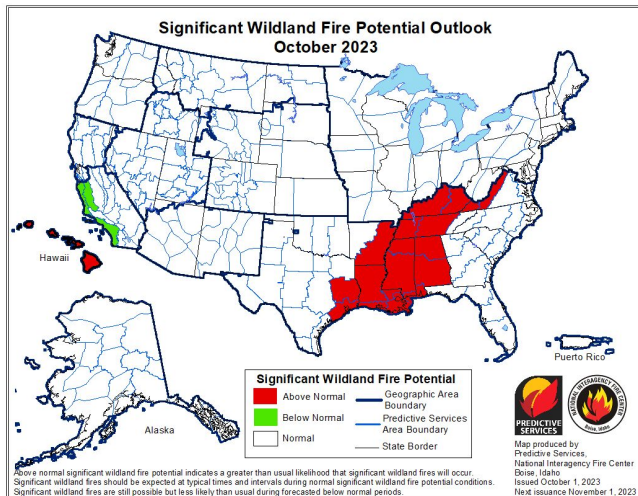 Significant Wildland Fire Potential Outlook
October 2023
Hawaii
Alaska
Puerto Rico
Significant Wildland Fire Potential
Above Normal
Below Normal
Normal
Geographic Area
Boundary
Predictive Services
Area Boundary
State Border
PREDICTIVE
SERVICES
NATIONAL INTERAGENCY FIRE CENTER
Boise, Idaho
Map produced by
Predictive Services,
National Interagency Fire Center
Boise, Idaho
Issued October 1, 2023
Next issuance November 1, 2023
Above normal significant wildland fire potential indicates a greater than usual likelihood that significant wildland fires will occur.
Significant wildland fires should be expected at typical times and intervals during normal significant wildland fire potential conditions.
Significant wildland fires are still possible but less likely than usual during forecasted below normal periods.